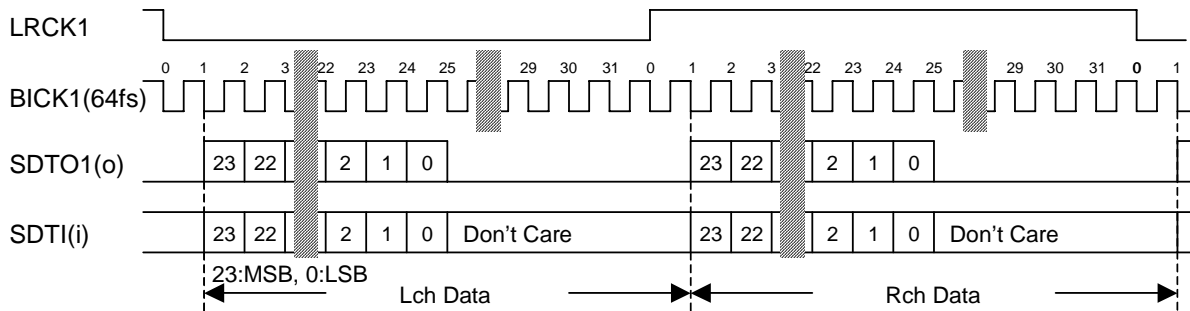 LRCK1
0 1 2 3 22 23 24 25 29 30 31 0 1 2 3 22 23 24 25 29 30 31 0 1
BICK1(64fs)
SDTO1(o) 23 22 2 1 0 23 22 2 1 0
SDTI(i) 23 22 2 1 0 Don't Care 23 22 2 1 0 Don't Care
23:MSB, 0:LSB
Lch Data Rch Data